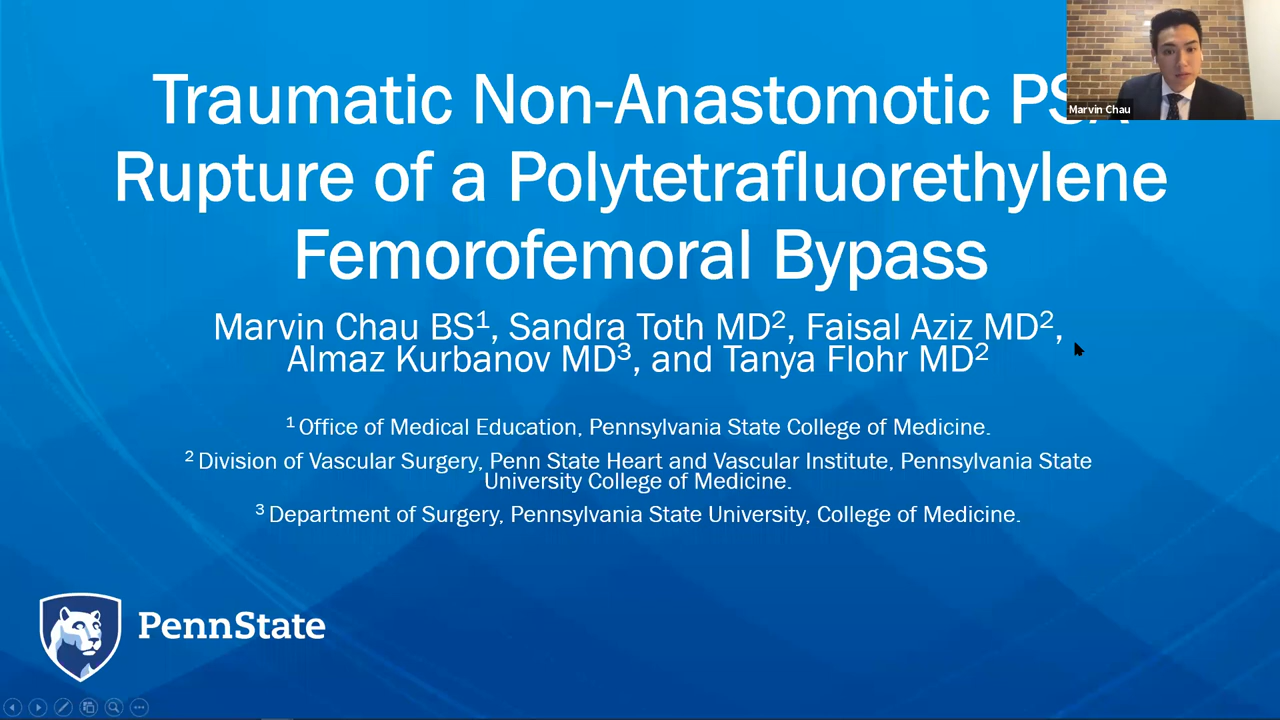 Traumatic Non-Anastomotic
Rupture of a Polytetrafluorethylene
Femorofemoral Bypass
Marvin Chau
Marvin Chau BS¹, Sandra Toth MD², Faisal Aziz MD²,
Almaz Kurbanov MD³, and Tanya Flohr MD²
¹ Office of Medical Education, Pennsylvania State College of Medicine.
² Division of Vascular Surgery, Penn State Heart and Vascular Institute, Pennsylvania State
University College of Medicine.
³ Department of Surgery, Pennsylvania State University, College of Medicine.
PennState